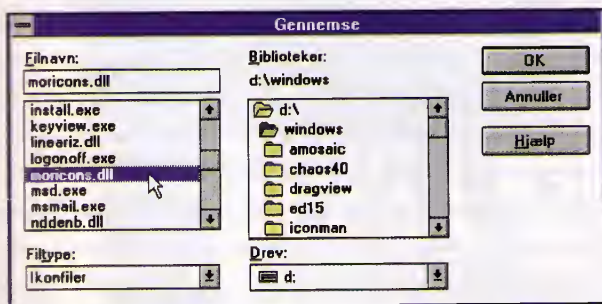 Gennemse
Filnavn:
moricons.dll
install.exe
keyview.exe
lineariz.dll
logonoff.exe
moricons.dll
msd.exe
msmail.exe
nddenb.dll
Filtype:
Ikonfiler
Biblioteker:
d:\windows
d:\
windows
amosaic
chaos40
dragview
ed15
iconman
Drev:
d:
OK
Annuller
Hjælp